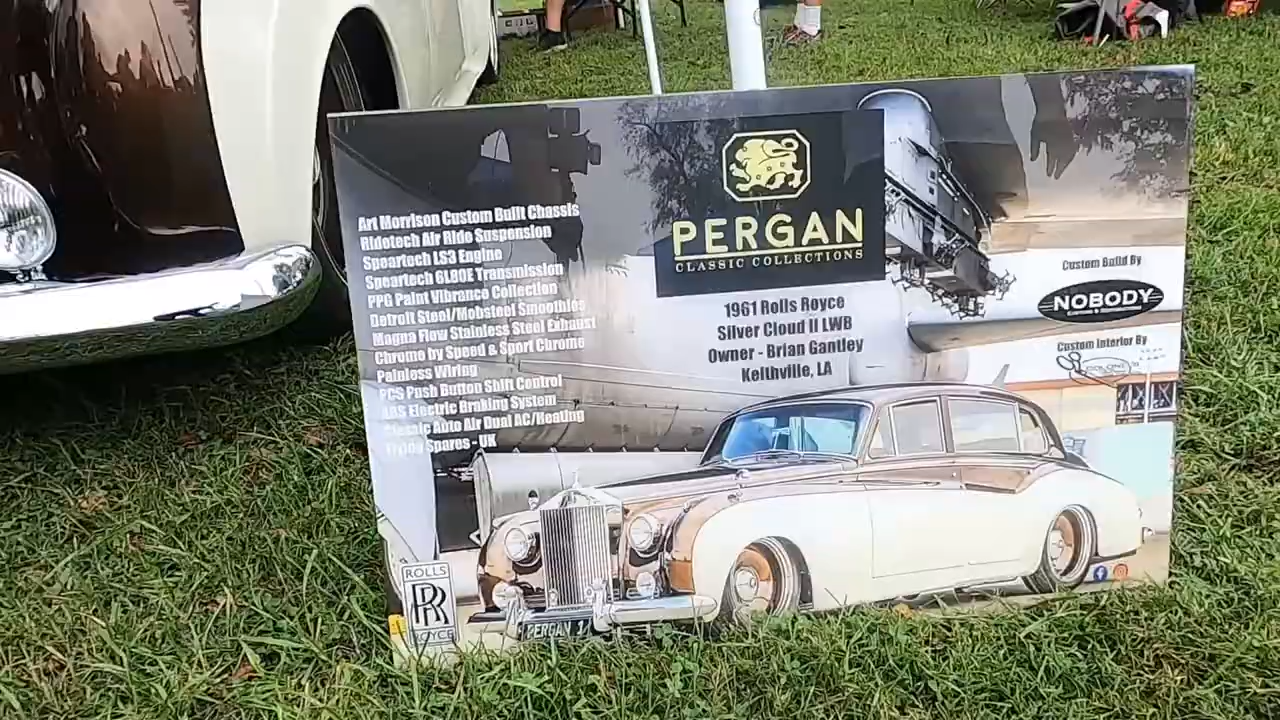 Art Morrison Custom Built Chassis
Ridetech Air Ride Suspension
Speartech LS3 Engine
Speartech 6L80E Transmission
PPG Paint Vibrance Collection
Detroit Steel/Mobsteel Smoothies
Magna Flow Stainless Steel Exhaust
Chrome by Speed & Sport Chrome
Painless Wiring
PCS Push Button Shift Control
ABS Electric Braking System
Classic Auto Air Dual AC/Heating
Flying Spares - UK
PERGAN
CLASSIC COLLECTIONS
1961 Rolls Royce
Silver Cloud II LWB
Owner - Brian Gantley
Keithville, LA
Custom Build By
NOBODY
Custom Interior By
ROLLS
RR
ROYCE
PERGAN 1